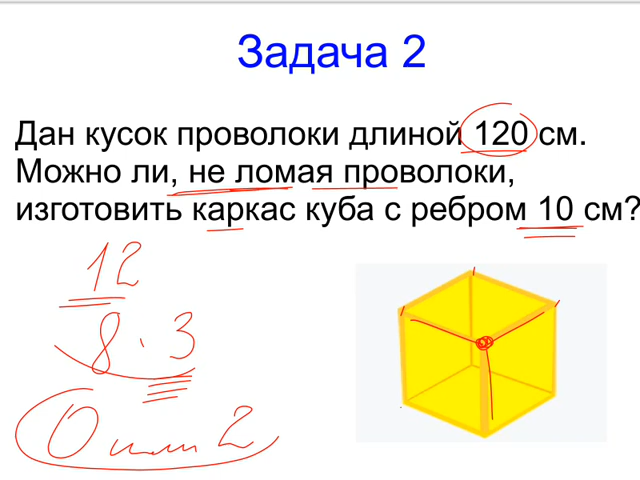 Задача 2
Дан кусок проволоки длиной 120 см.
Можно ли, не ломая проволоки,
изготовить каркас куба с ребром 10 см?
12
8 · 3
0 или 2